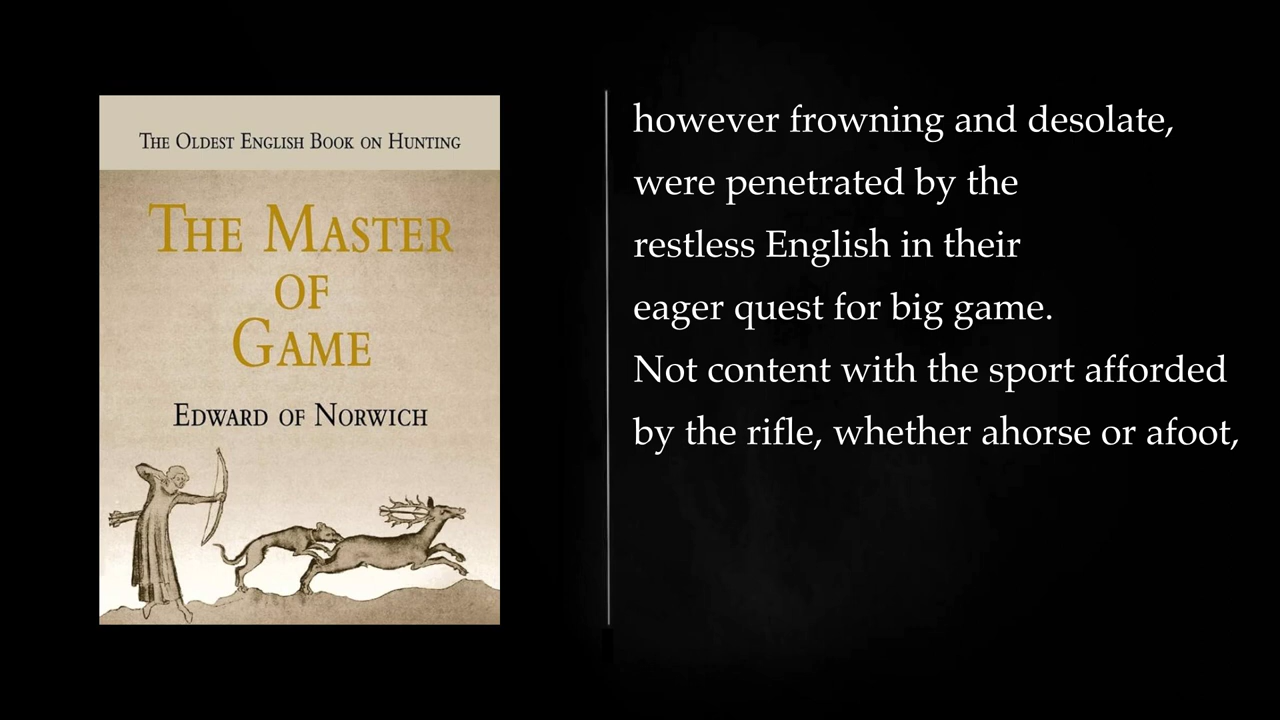 The Oldest English Book on Hunting
The Master
of
Game
Edward of Norwich
however frowning and desolate,
were penetrated by the
restless English in their
eager quest for big game.
Not content with the sport afforded
by the rifle, whether ahorse or afoot,